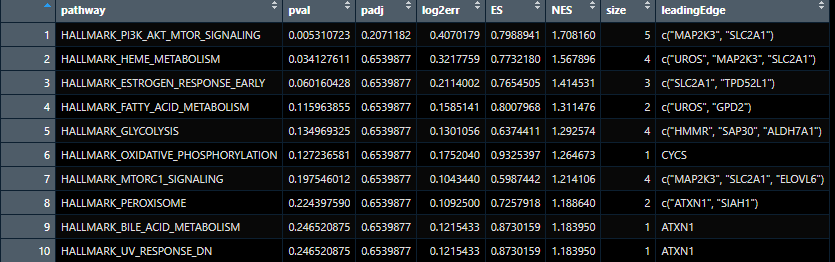 pathway pval padj log2err ES NES size leadingEdge
1 HALLMARK_PI3K_AKT_MTOR_SIGNALING 0.005310723 0.2071182 0.4070179 0.7988941 1.708160 5 c("MAP2K3", "SLC2A1")
2 HALLMARK_HEME_METABOLISM 0.034127611 0.6539877 0.3217759 0.7732180 1.567896 4 c("UROS", "MAP2K3", "SLC2A1")
3 HALLMARK_ESTROGEN_RESPONSE_EARLY 0.060160428 0.6539877 0.2114002 0.7654505 1.414531 3 c("SLC2A1", "TPD52L1")
4 HALLMARK_FATTY_ACID_METABOLISM 0.115963855 0.6539877 0.1585141 0.8007968 1.311476 2 c("UROS", "GPD2")
5 HALLMARK_GLYCOLYSIS 0.134969325 0.6539877 0.1301056 0.6374411 1.292574 4 c("HMMR", "SAP30", "ALDH7A1")
6 HALLMARK_OXIDATIVE_PHOSPHORYLATION 0.127236581 0.6539877 0.1752040 0.9325397 1.264673 1 CYCS
7 HALLMARK_MTORC1_SIGNALING 0.197546012 0.6539877 0.1043440 0.5987442 1.214106 4 c("MAP2K3", "SLC2A1", "ELOVL6")
8 HALLMARK_PEROXISOME 0.224397590 0.6539877 0.1092500 0.7257918 1.188640 2 c("ATXN1", "SIAH1")
9 HALLMARK_BILE_ACID_METABOLISM 0.246520875 0.6539877 0.1215433 0.8730159 1.183950 1 ATXN1
10 HALLMARK_UV_RESPONSE_DN 0.246520875 0.6539877 0.1215433 0.8730159 1.183950 1 ATXN1